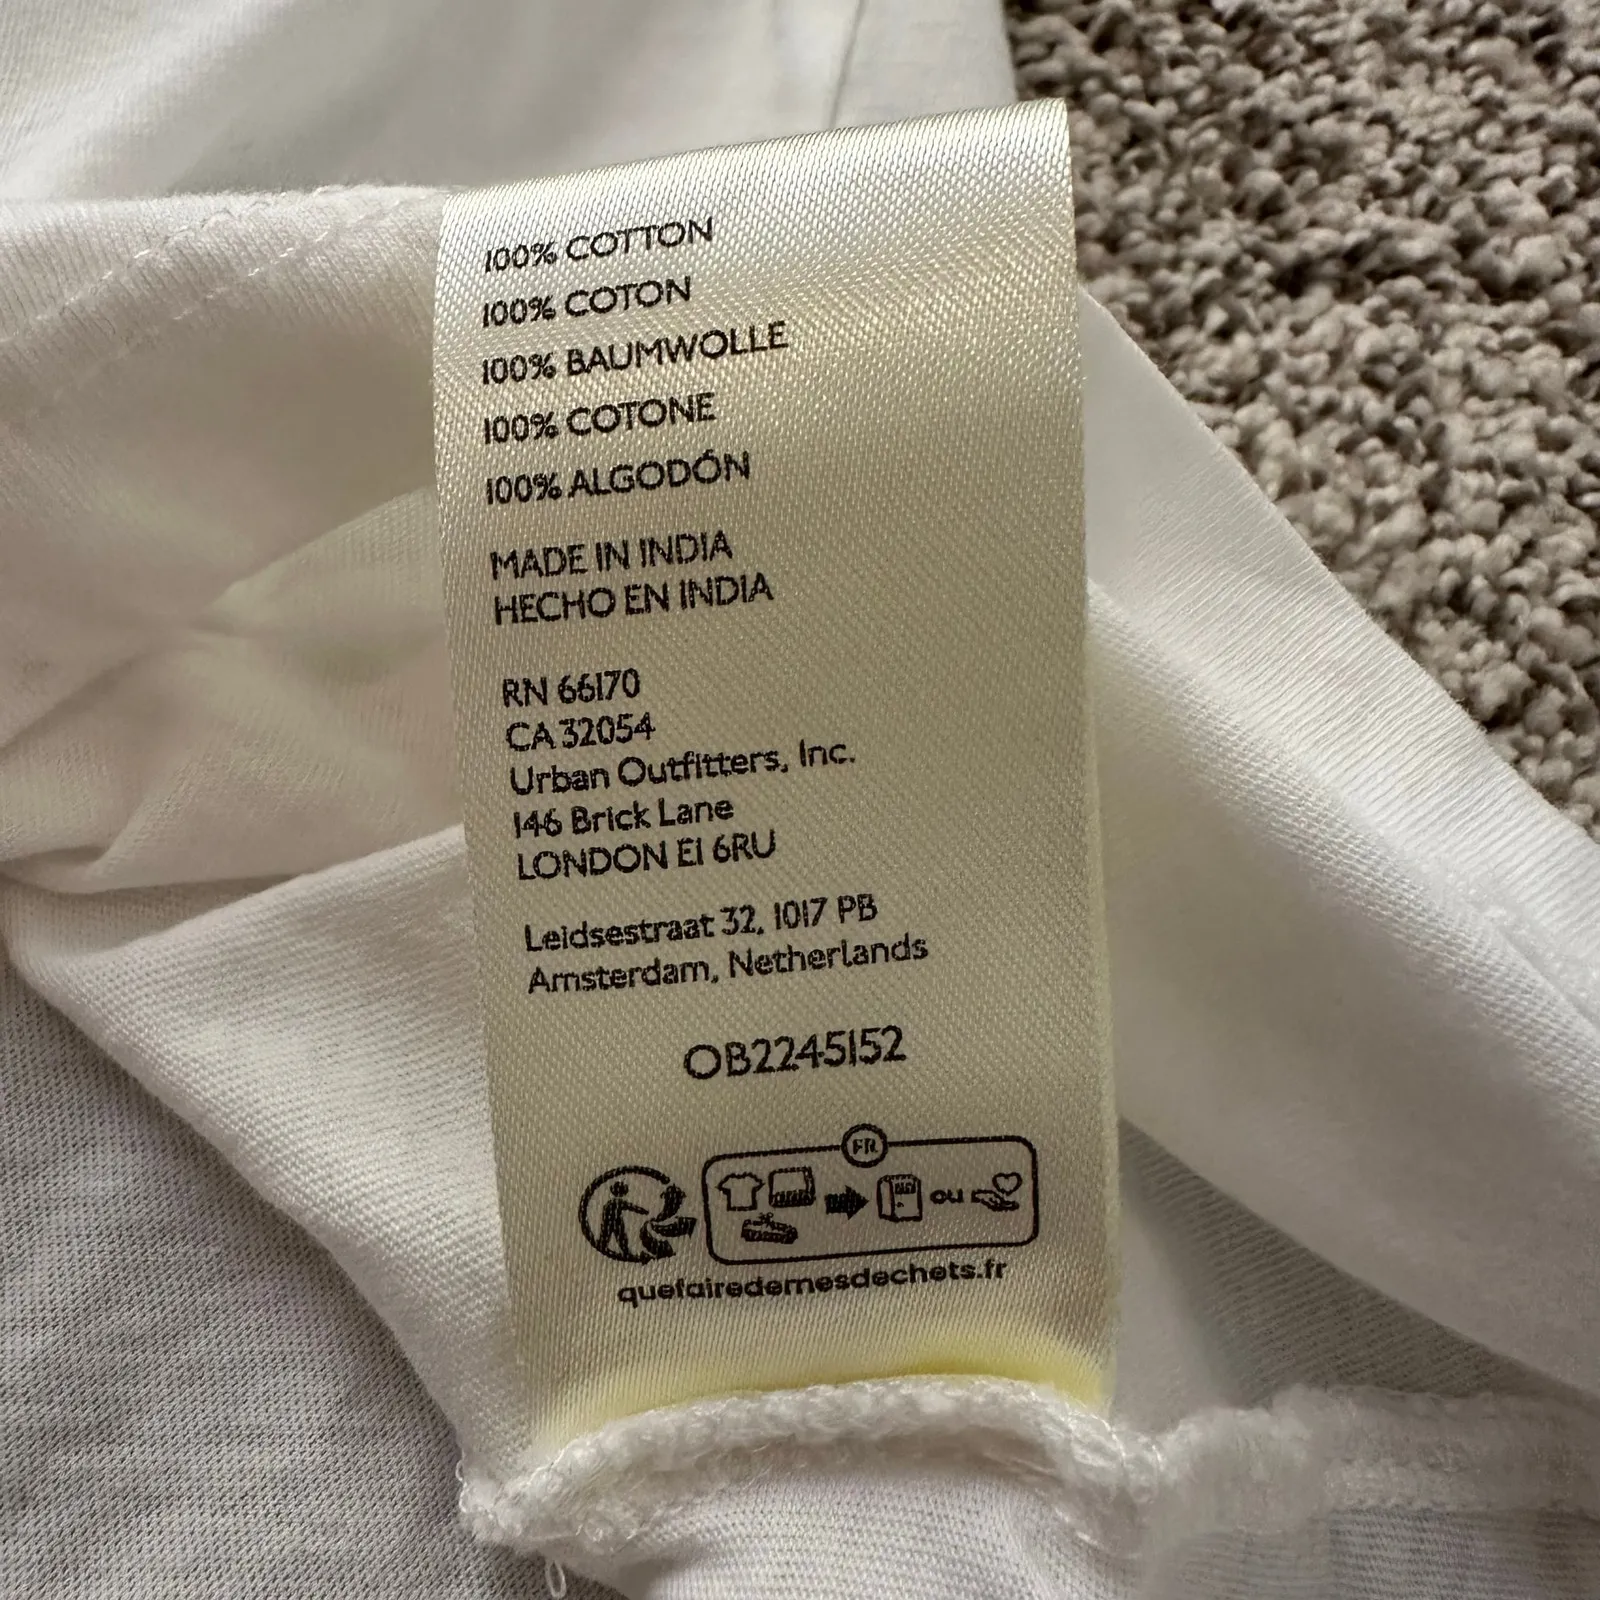 100% COTTON
100% COTON
100% BAUMWOLLE
100% COTONE
100% ALGODÓN
MADE IN INDIA
HECHO EN INDIA
RN 66170
CA 32054
Urban Outfitters, Inc.
146 Brick Lane
LONDON E1 6RU
Leidsestraat 32, 1017 PB
Amsterdam, Netherlands
OB2245152
FR
ou
quefairedemesdechets.fr